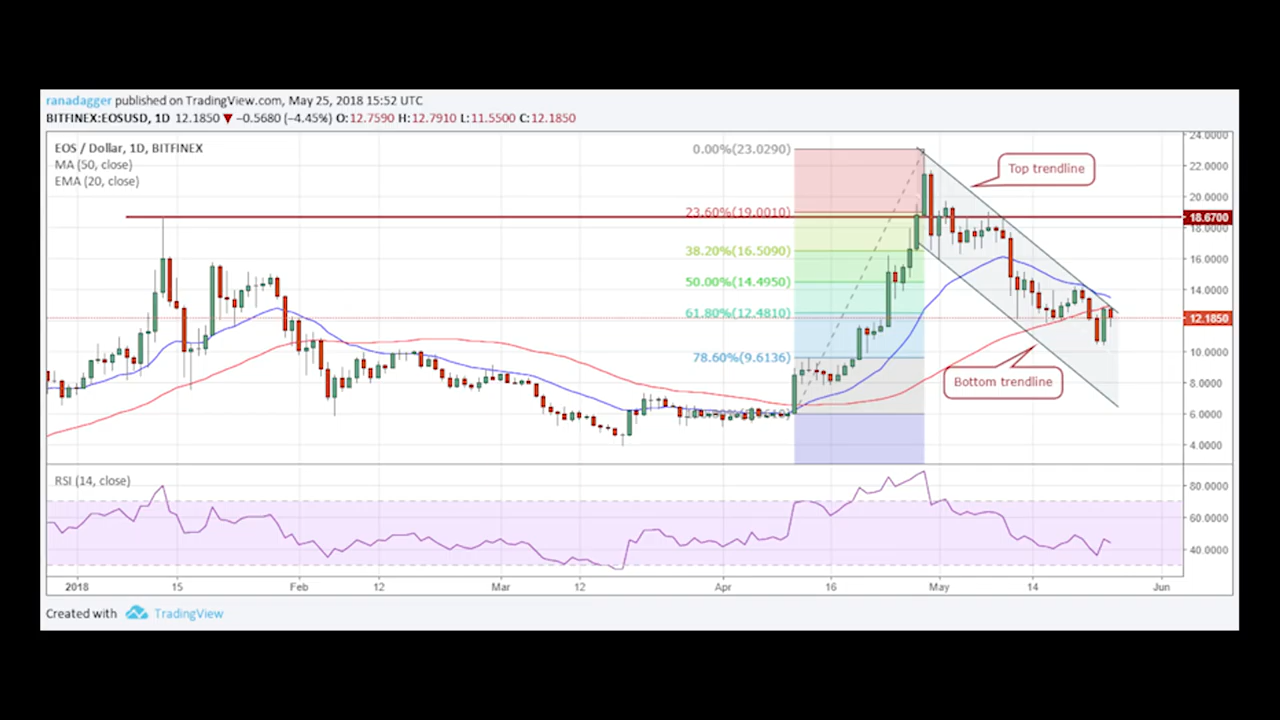 ranadagger published on TradingView.com, May 25, 2018 15:52 UTC
BITFINEX:EOSUSD, 1D 12.1850 ▼ −0.5680 (−4.45%) O:12.7590 H:12.7910 L:11.5500 C:12.1850
EOS / Dollar, 1D, BITFINEX
MA (50, close)
EMA (20, close)
0.00%(23.0290)
23.60%(19.0010)
38.20%(16.5090)
50.00%(14.4950)
61.80%(12.4810)
78.60%(9.6136)
Top trendline
Bottom trendline
24.0000
22.0000
20.0000
18.6700
18.0000
16.0000
14.0000
12.1850
10.0000
8.0000
6.0000
4.0000
RSI (14, close)
80.0000
60.0000
40.0000
2018 15 Feb 12 Mar 12 Apr 16 May 14 Jun
Created with TradingView